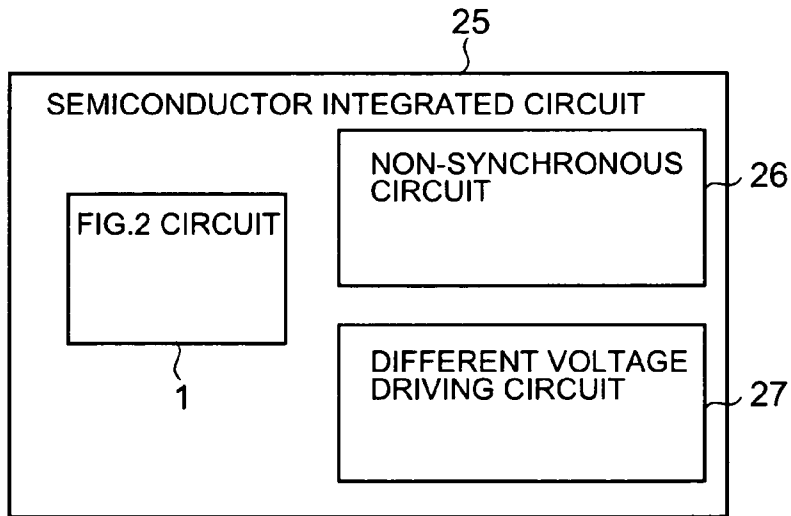 25
SEMICONDUCTOR INTEGRATED CIRCUIT
NON-SYNCHRONOUS
CIRCUIT
26
FIG.2 CIRCUIT
1
DIFFERENT VOLTAGE
DRIVING CIRCUIT
27